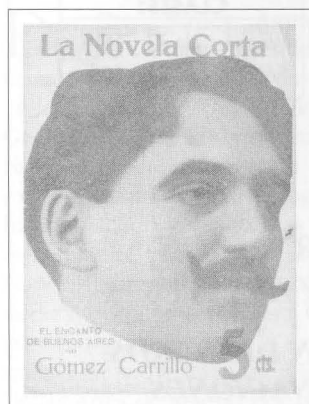 La Novela Corta
EL ENCANTO
DE BUENOS AIRES
Gómez Carrillo
5 cts.